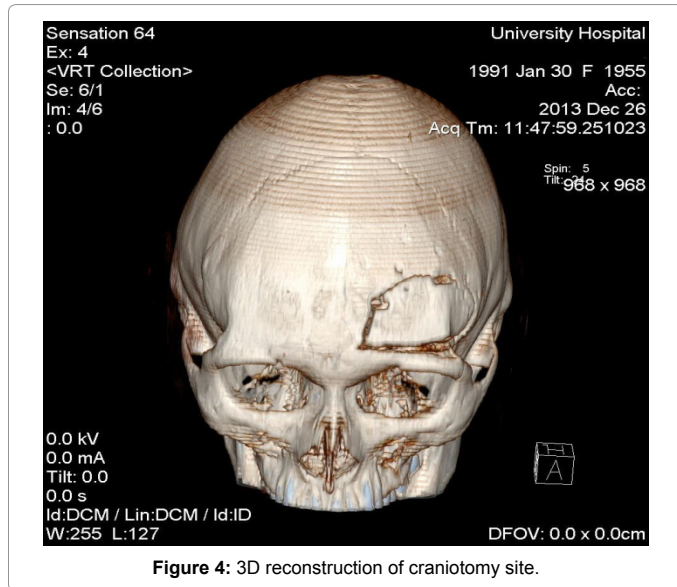 Sensation 64
Ex: 4
<VRT Collection>
Se: 6/1
Im: 4/6
: 0.0
University Hospital
1991 Jan 30 F 1955
Acc:
2013 Dec 26
Acq Tm: 11:47:59.251023
Spin: 5
Tilt:
968 x 968
0.0 kV
0.0 mA
Tilt: 0.0
0.0 s
Id:DCM / Lin:DCM / Id:ID
W:255 L:127
H
A
DFOV: 0.0 x 0.0cm
Figure 4: 3D reconstruction of craniotomy site.